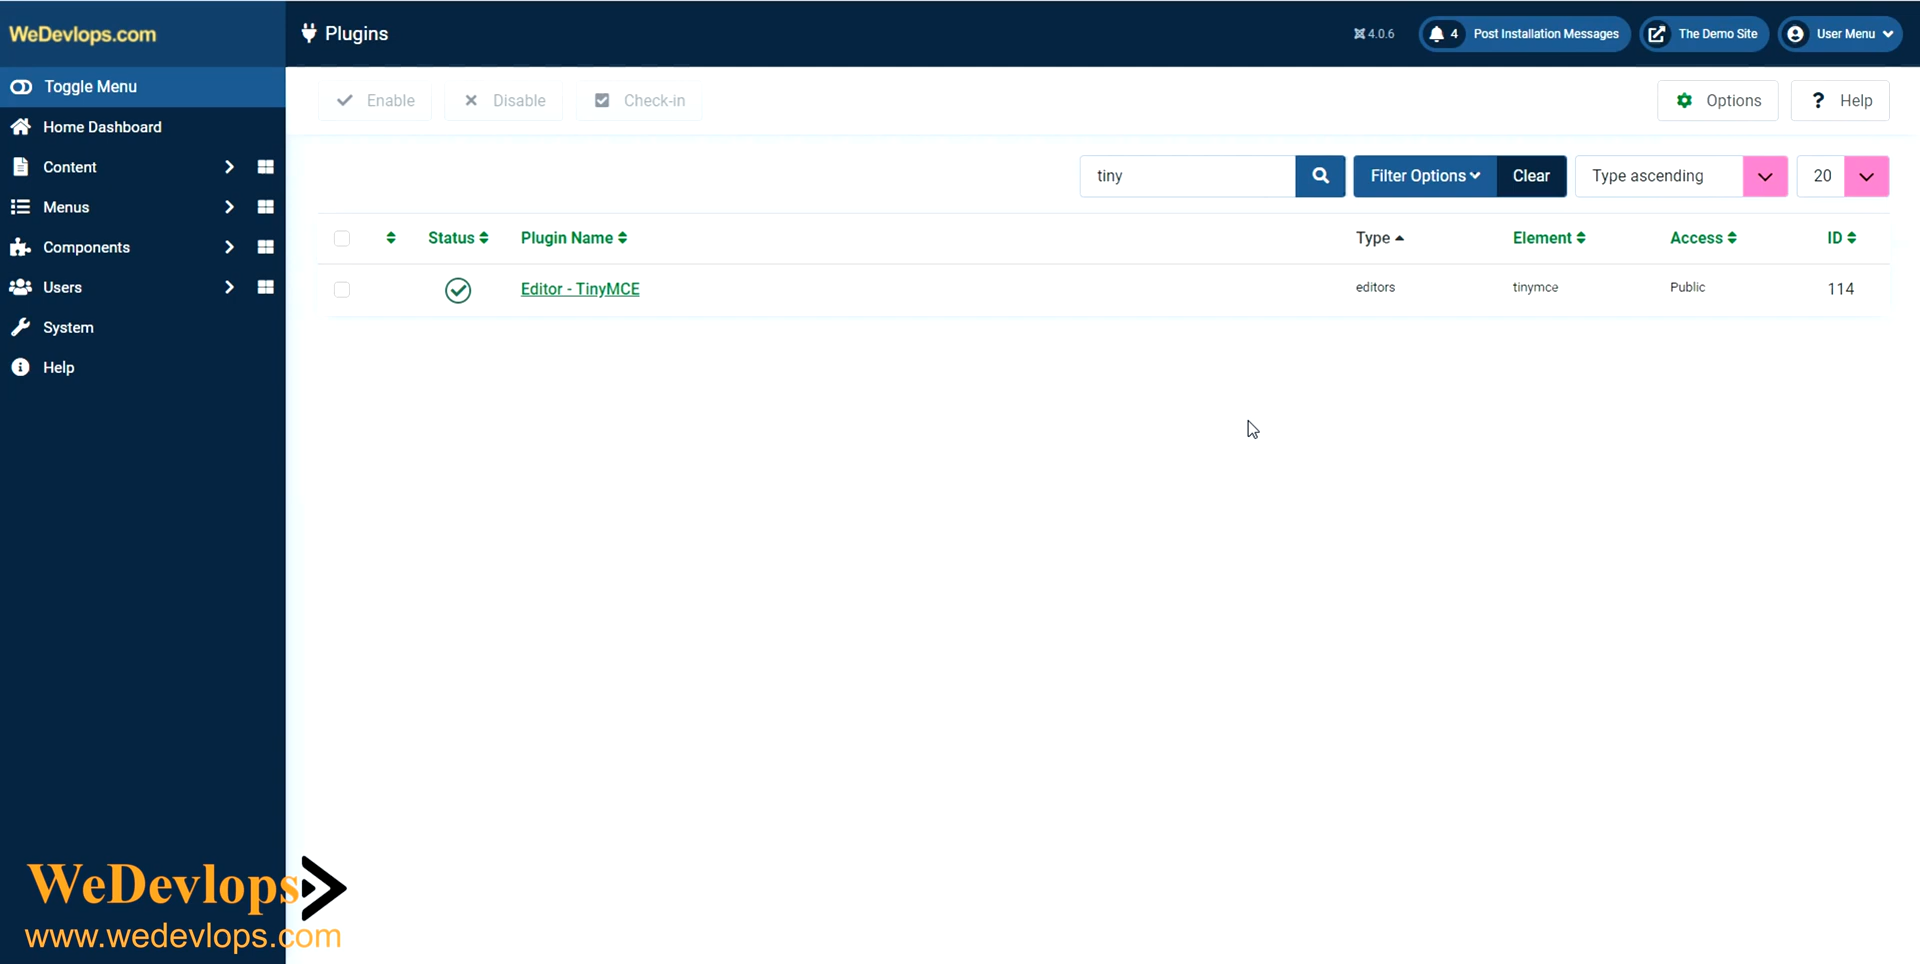 WeDevlops.com
Plugins
4.0.6
4 Post Installation Messages
The Demo Site
User Menu
Toggle Menu
Home Dashboard
Content
Menus
Components
Users
System
Help
Enable
Disable
Check-in
Options
? Help
tiny
Filter Options
Clear
Type ascending
20
Status
Plugin Name
Type
Element
Access
ID
Editor - TinyMCE
editors
tinymce
Public
114
WeDevlops
www.wedevlops.com